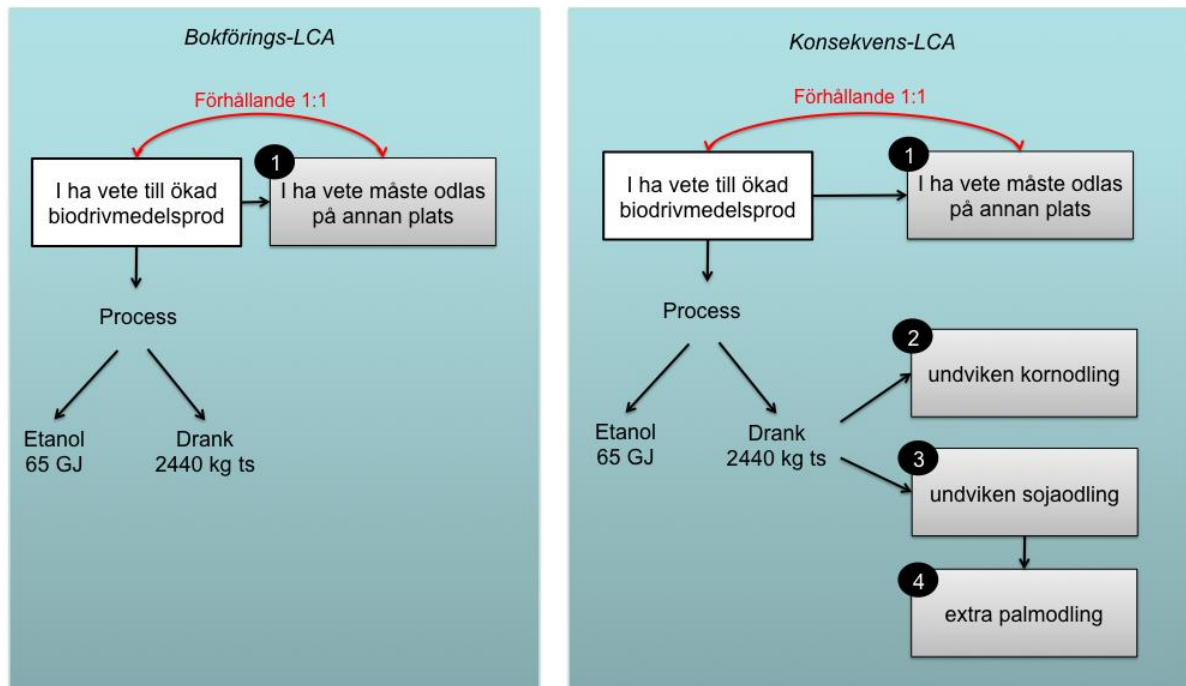 Bokförings-LCA
Förhållande 1:1
1
I ha vete till ökad
biodrivmedelsprod
I ha vete måste odlas
på annan plats
Process
Etanol
65 GJ
Drank
2440 kg ts
Konsekvens-LCA
Förhållande 1:1
1
I ha vete till ökad
biodrivmedelsprod
I ha vete måste odlas
på annan plats
Process
2
undviken kornodling
Etanol
65 GJ
Drank
2440 kg ts
3
undviken sojaodling
4
extra palmodling